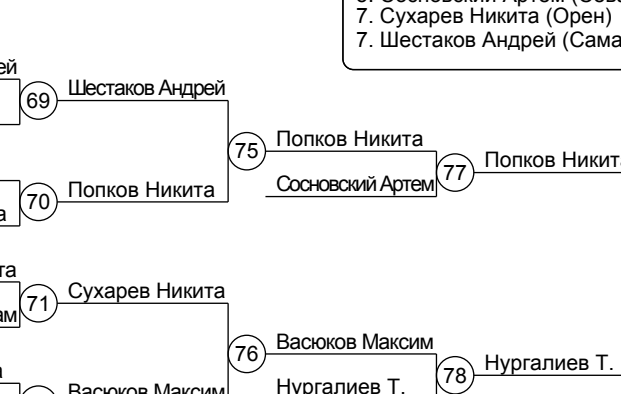 7. Сухарев Никита (Орен)
7. Шестаков Андрей (Сама
69
Шестаков Андрей
75
Попков Никита
77
Попков Никит
Сосновский Артем
70
Попков Никита
71
Сухарев Никита
76
Васюков Максим
78
Нургалиев Т.
Нургалиев Т.
Васюков Максим